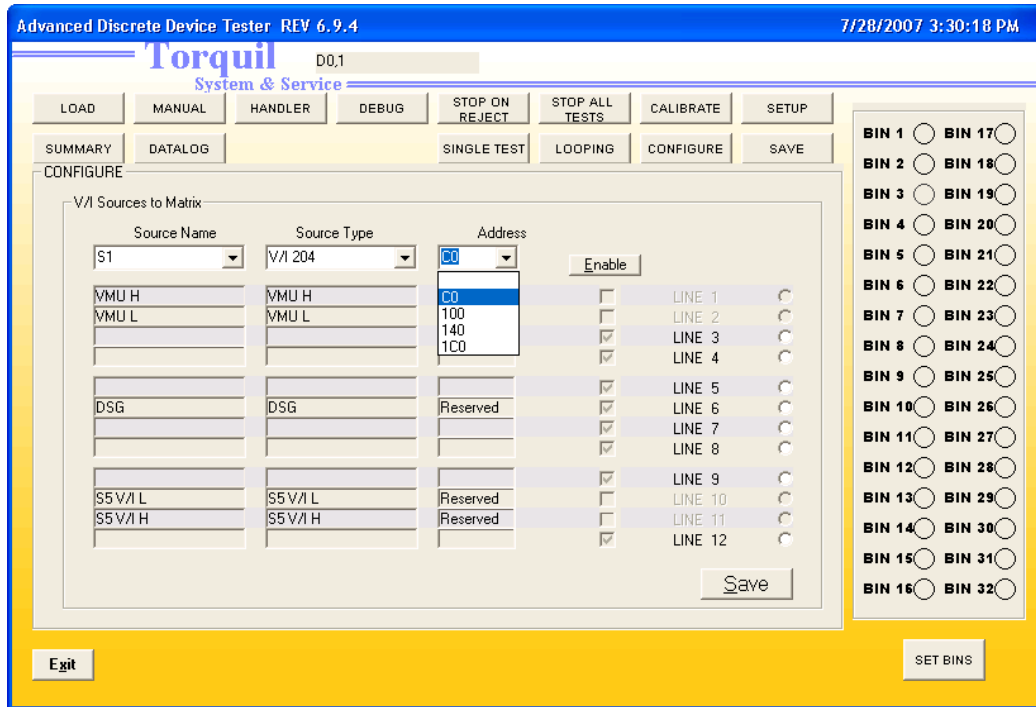 Advanced Discrete Device Tester REV 6.9.4 7/28/2007 3:30:18 PM
Torquil D0,1
System & Service
LOAD MANUAL HANDLER DEBUG STOP ON REJECT STOP ALL TESTS CALIBRATE SETUP
SUMMARY DATALOG SINGLE TEST LOOPING CONFIGURE SAVE
CONFIGURE
V/I Sources to Matrix
Source Name Source Type Address
S1 V/I 204 C0 Enable
C0
100
140
1C0
VMU H VMU H LINE 1
VMU L VMU L LINE 2
LINE 3
LINE 4
LINE 5
DSG DSG Reserved LINE 6
LINE 7
LINE 8
LINE 9
S5 V/I L S5 V/I L Reserved LINE 10
S5 V/I H S5 V/I H Reserved LINE 11
LINE 12
Save
BIN 1 BIN 17
BIN 2 BIN 18
BIN 3 BIN 19
BIN 4 BIN 20
BIN 5 BIN 21
BIN 6 BIN 22
BIN 7 BIN 23
BIN 8 BIN 24
BIN 9 BIN 25
BIN 10 BIN 26
BIN 11 BIN 27
BIN 12 BIN 28
BIN 13 BIN 29
BIN 14 BIN 30
BIN 15 BIN 31
BIN 16 BIN 32
Exit SET BINS